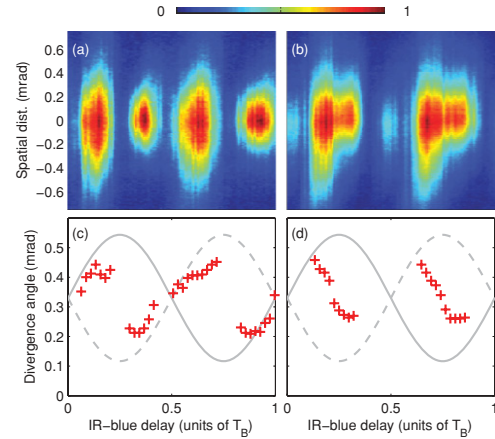 0 1
(a) (b)
Spatial dist. (mrad)
0.6
0.4
0.2
0
−0.2
−0.4
−0.6
(c) (d)
Divergence angle (mrad)
0.5
0.4
0.3
0.2
0.1
0
0 0.5 1 0.5 1
IR-blue delay (units of T_B) IR-blue delay (units of T_B)